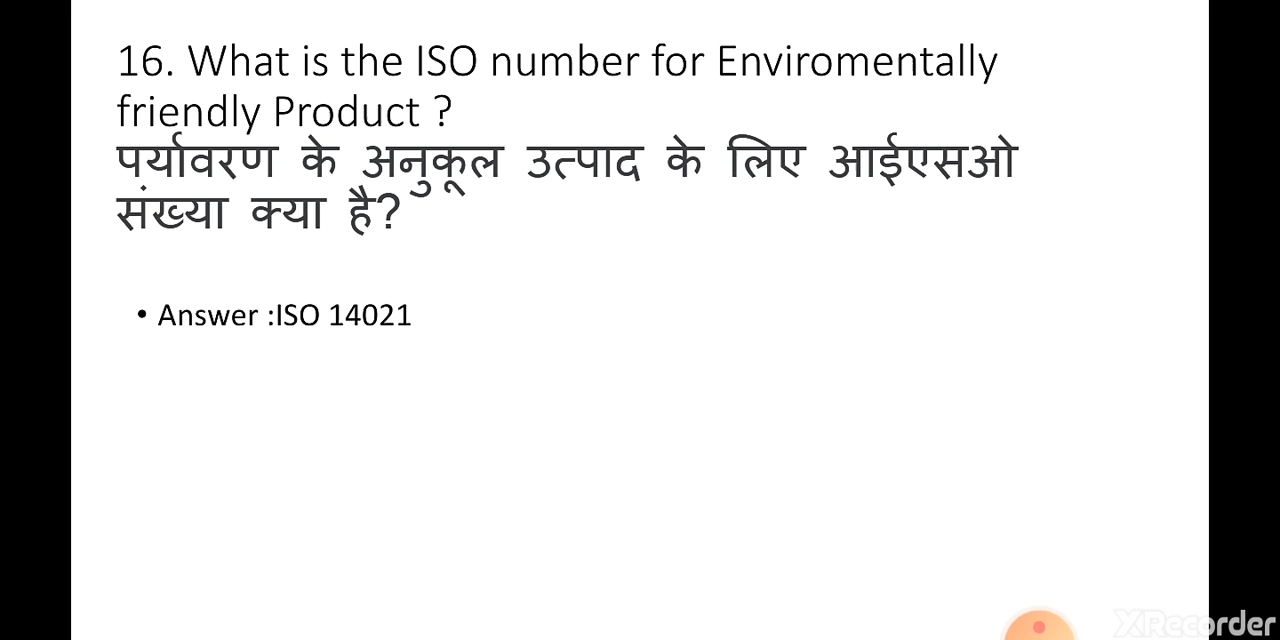 16. What is the ISO number for Enviromentally
friendly Product ?
पर्यावरण के अनुकूल उत्पाद के लिए आईएसओ
संख्या क्या है?
• Answer :ISO 14021
XRecorder